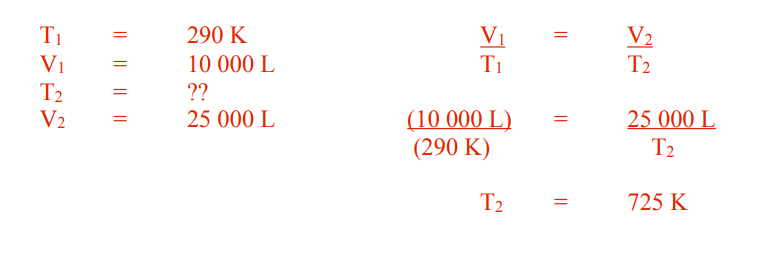 T₁ = 290 K
V₁ = 10 000 L
T₂ = ??
V₂ = 25 000 L
V₁ = V₂
T₁ T₂
(10 000 L) = 25 000 L
(290 K) T₂
T₂ = 725 K